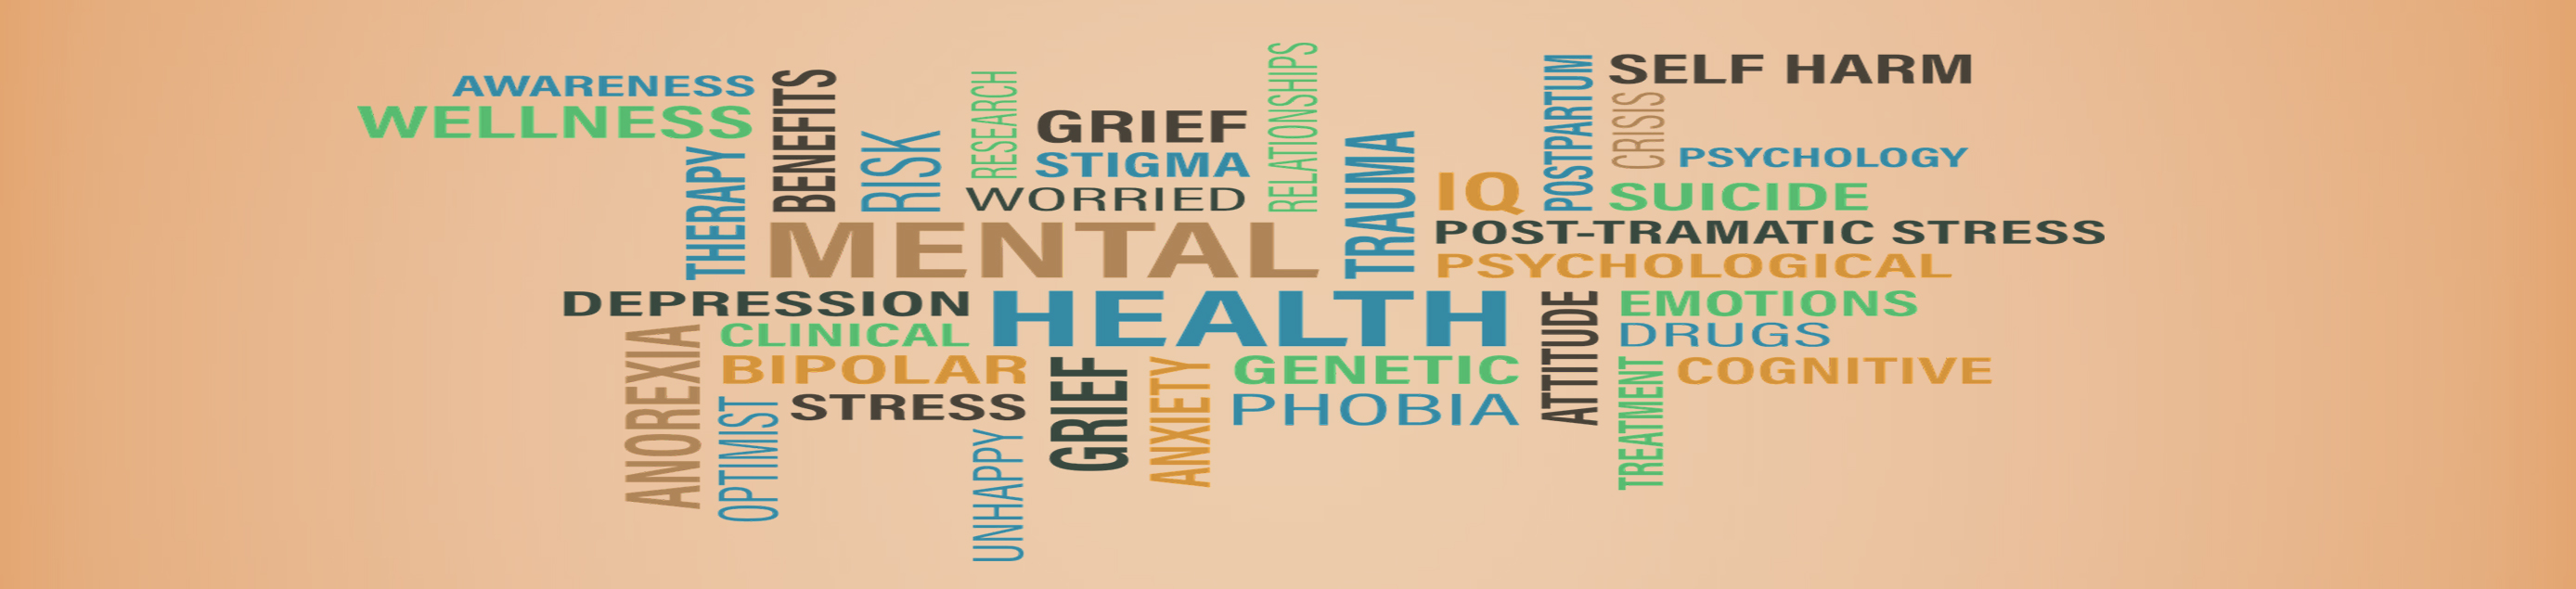 AWARENESS
WELLNESS
THERAPY
BENEFITS
RISK
RESEARCH
GRIEF
STIGMA
WORRIED
RELATIONSHIPS
TRAUMA
IQ
POSTPARTUM
SELF HARM
CRISIS
PSYCHOLOGY
SUICIDE
POST-TRAMATIC STRESS
PSYCHOLOGICAL
MENTAL
HEALTH
DEPRESSION
CLINICAL
BIPOLAR
STRESS
ANOREXIA
OPTIMIST
UNHAPPY
GRIEF
ANXIETY
GENETIC
PHOBIA
ATTITUDE
EMOTIONS
DRUGS
COGNITIVE
TREATMENT